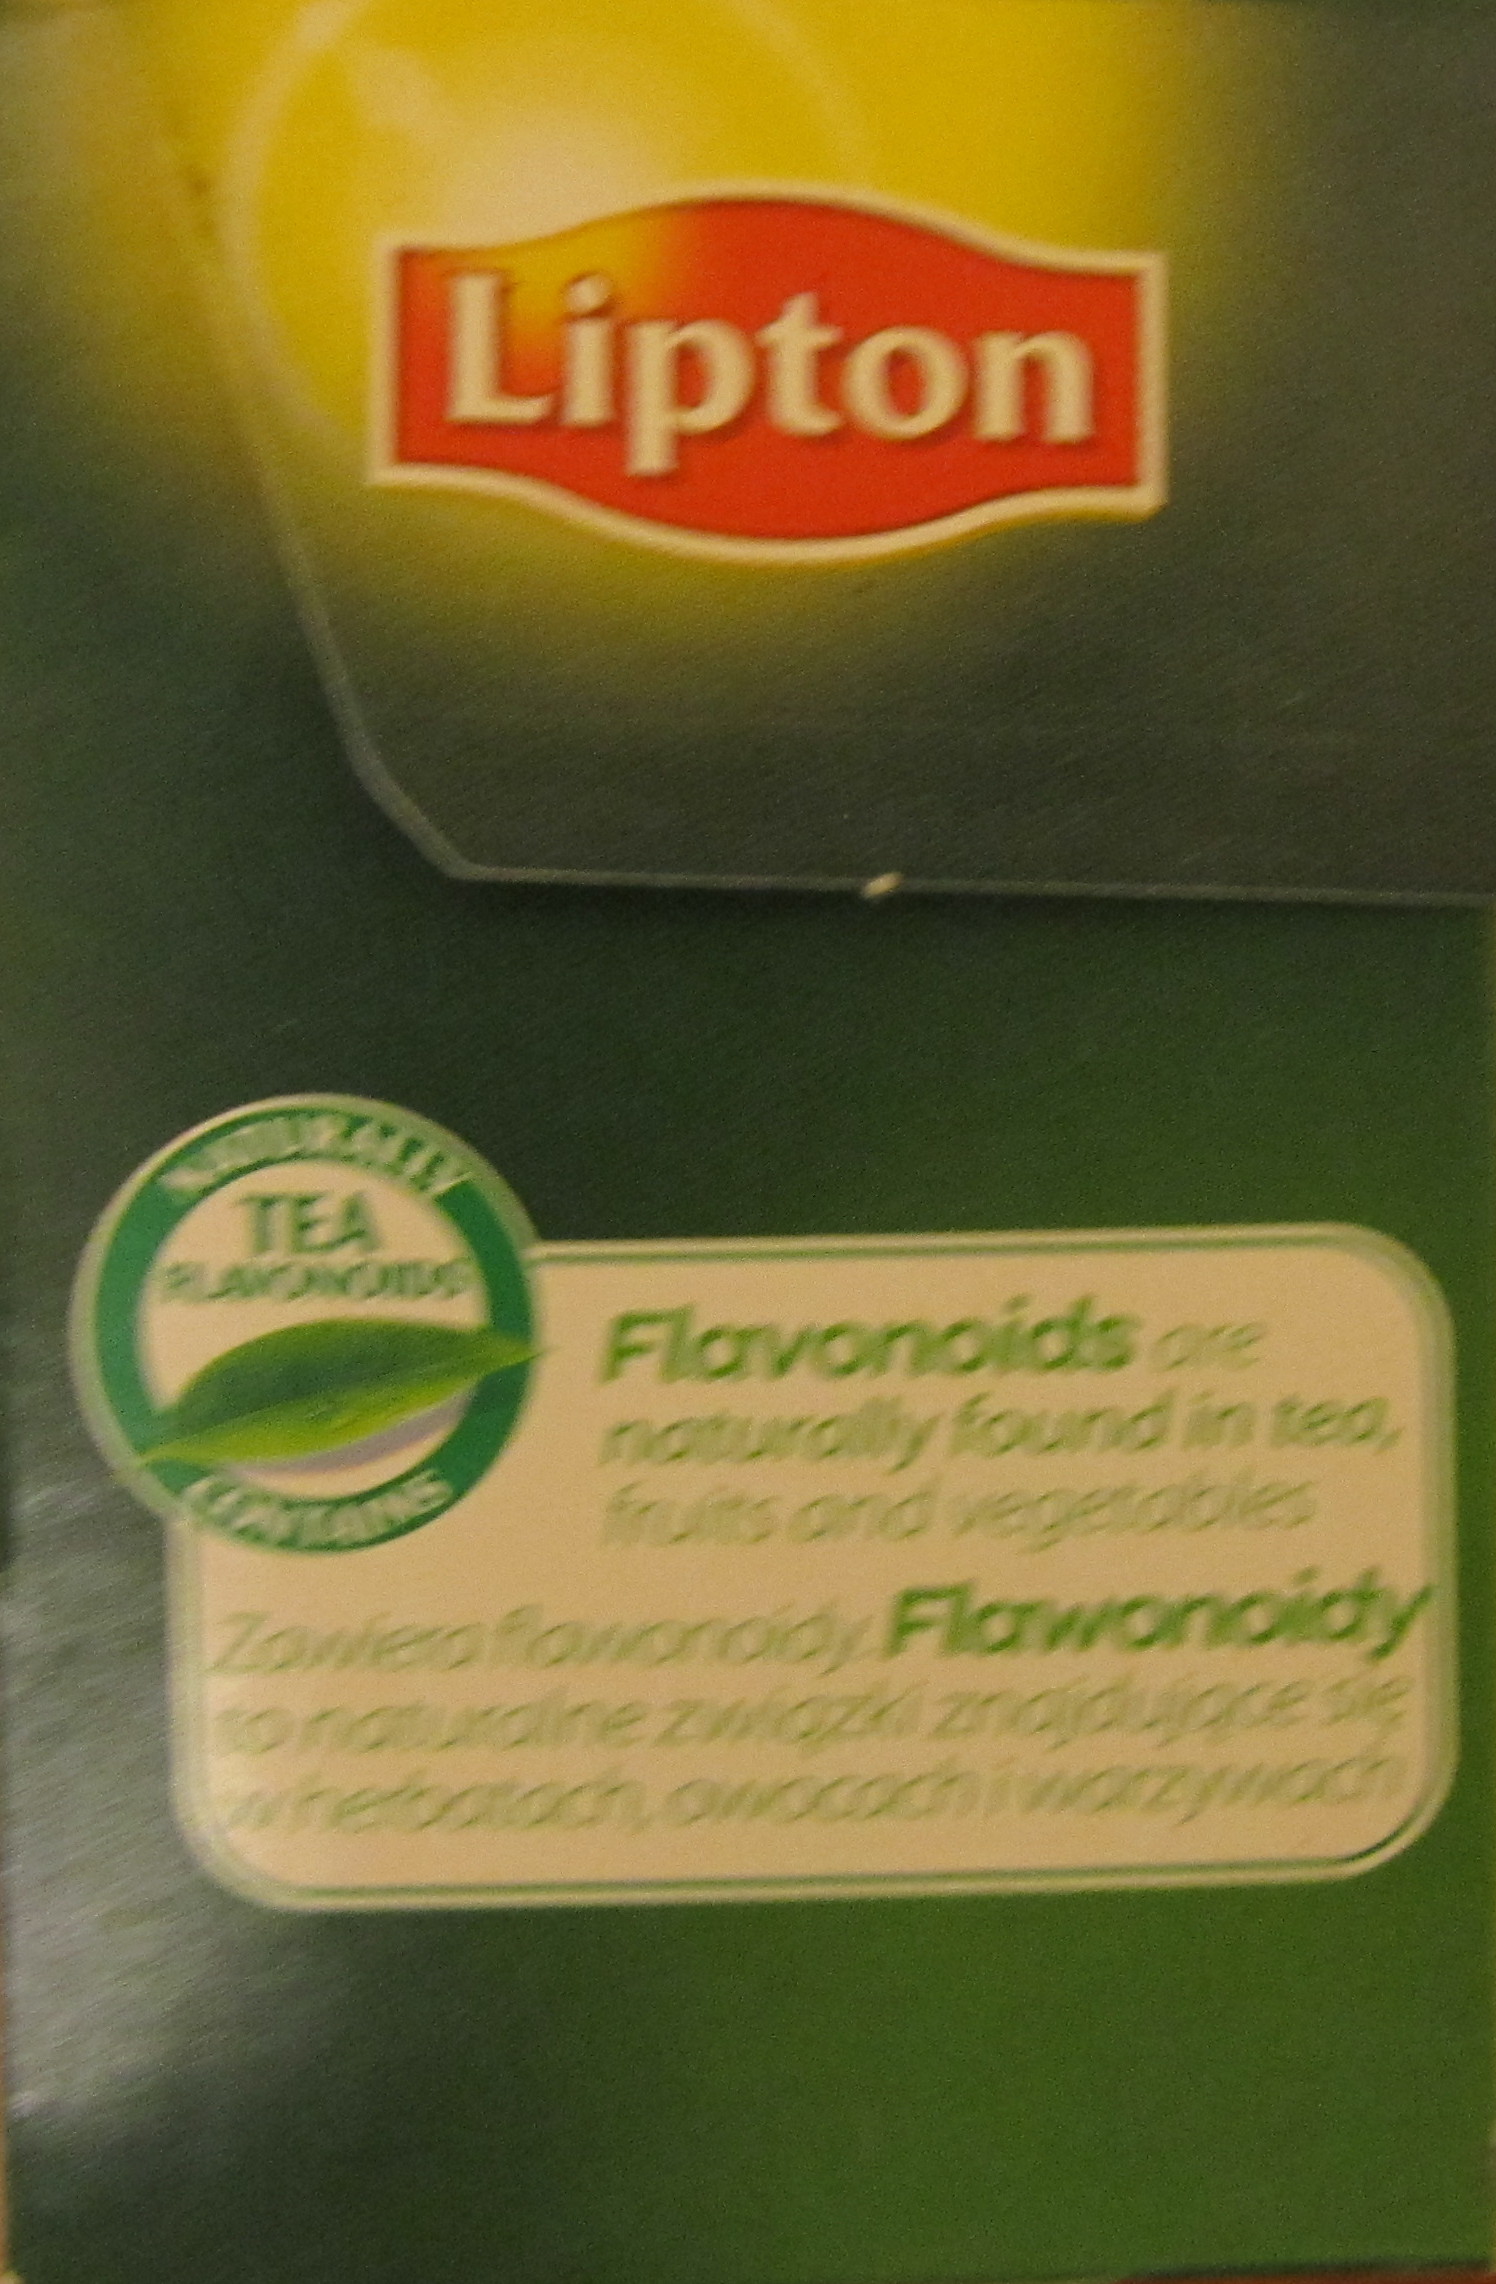 Lipton
NATURALLY
TEA
FLAVONOIDS
CONTAINS
Flavonoids are
naturally found in tea,
fruits and vegetables
Zawiera flawonoidy. Flawonoidy
to naturalne związki znajdujące się
w herbatach, owocach i warzywach